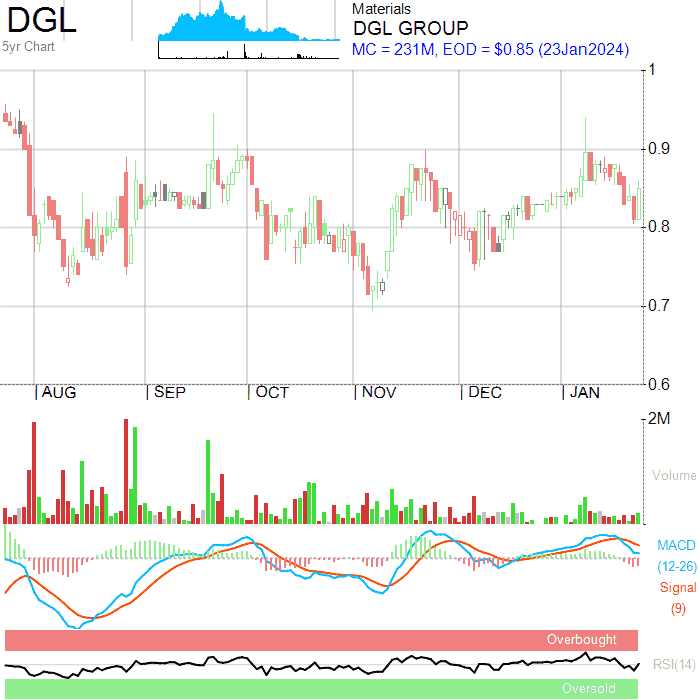 DGL
5yr Chart
Materials
DGL GROUP
MC = 231M, EOD = $0.85 (23Jan2024)
1
0.9
0.8
0.7
0.6
AUG SEP OCT NOV DEC JAN
2M
Volume
MACD
(12-26)
Signal
(9)
Overbought
RSI(14)
Oversold